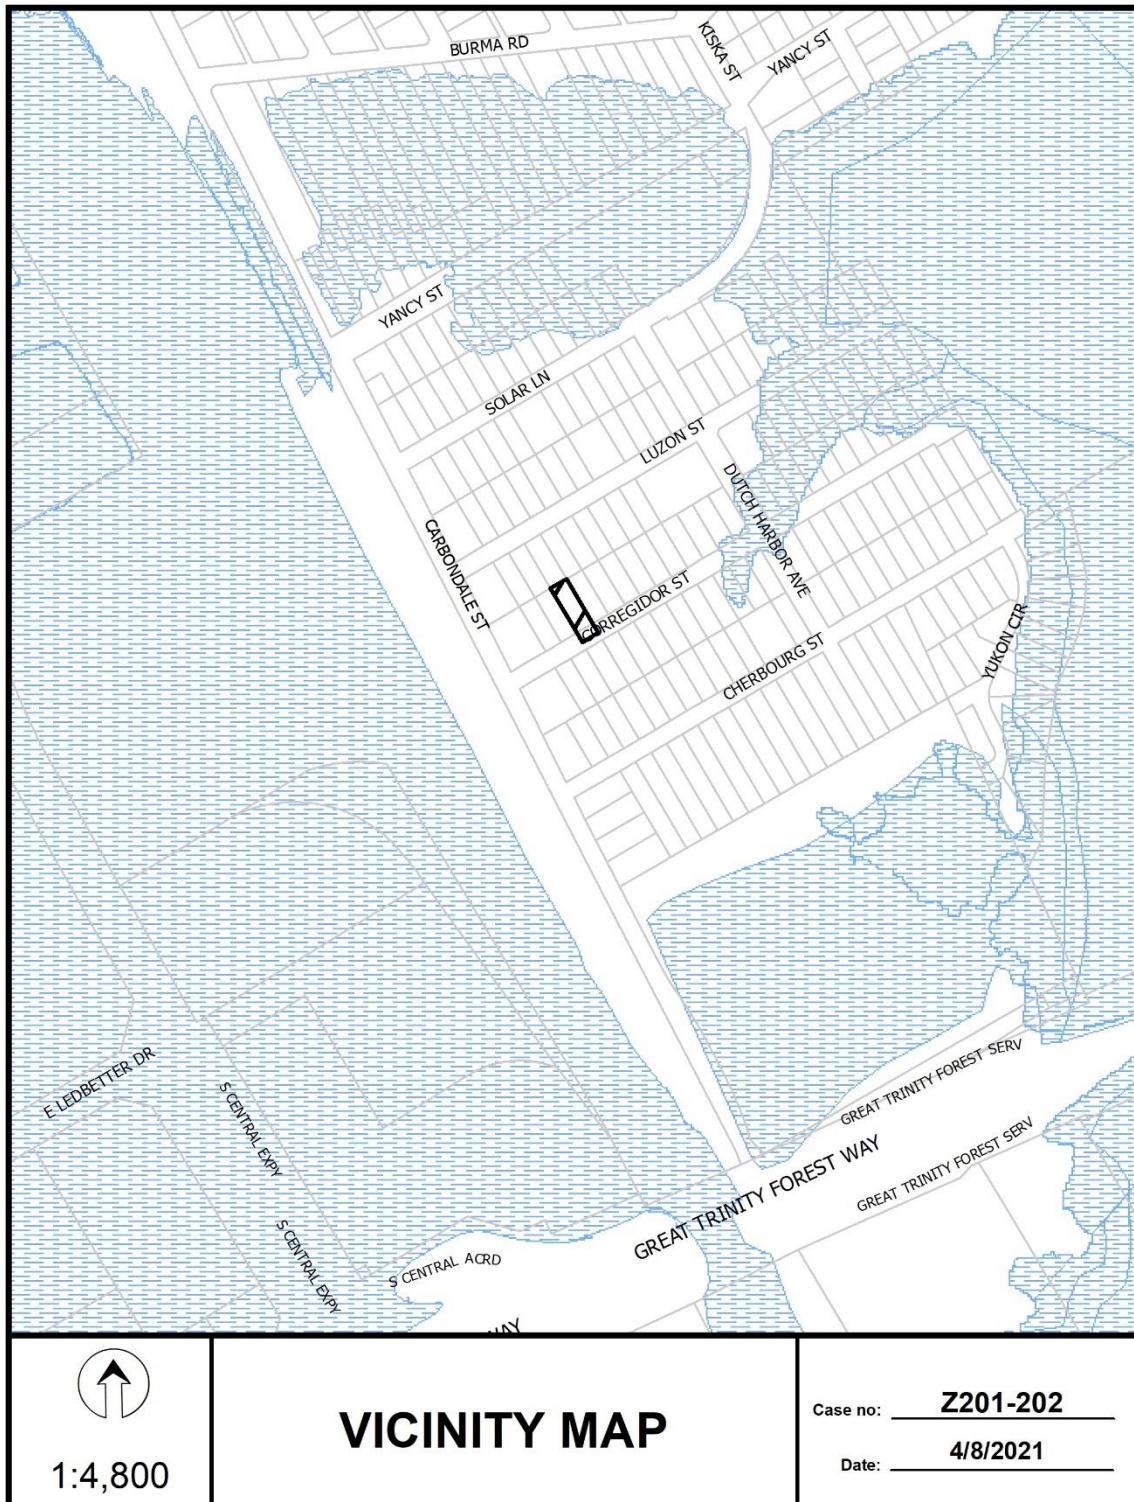 BURMA RD
KISKA ST
YANCY ST
YANCY ST
SOLAR LN
LUZON ST
DUTCH HARBOR AVE
CARBONDALE ST
CORREGIDOR ST
CHERBOURG ST
YUKON CIR
E LEDBETTER DR
S CENTRAL EXPY
GREAT TRINITY FOREST SERV
GREAT TRINITY FOREST WAY
GREAT TRINITY FOREST SERV
S CENTRAL EXPY
S CENTRAL ACRD
WAY
1:4,800
VICINITY MAP
Case no: Z201-202
Date: 4/8/2021